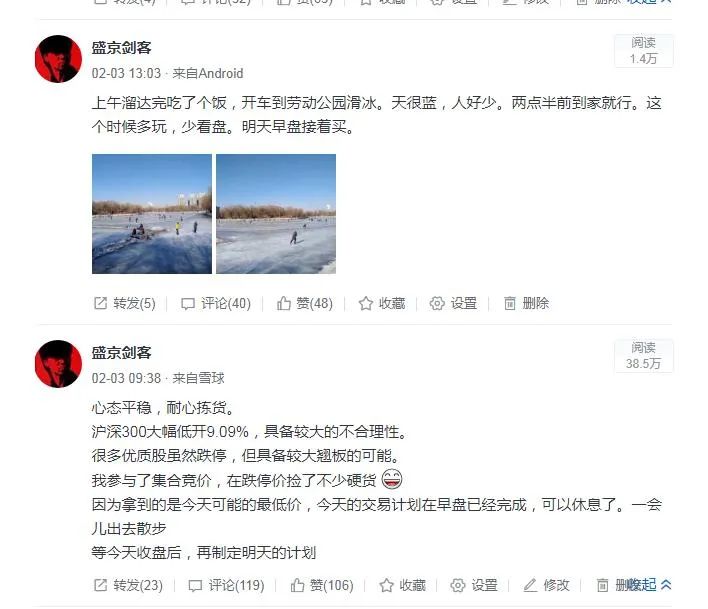 转发(4)
评论(32)
赞(63)
收藏
设置
修改
删除
收起
盛京剑客
阅读
1.4万
02-03 13:03 · 来自Android
上午溜达完吃了个饭，开车到劳动公园滑冰。天很蓝，人好少。两点半前到家就行。这
个时候多玩，少看盘。明天早盘接着买。
转发(5)
评论(40)
赞(48)
收藏
设置
删除
盛京剑客
阅读
38.5万
02-03 09:38 · 来自雪球
心态平稳，耐心拣货。
沪深300大幅低开9.09%，具备较大的不合理性。
很多优质股虽然跌停，但具备较大翘板的可能。
我参与了集合竞价，在跌停价捡了不少硬货
因为拿到的是今天可能的最低价，今天的交易计划在早盘已经完成，可以休息了。一会
儿出去散步
等今天收盘后，再制定明天的计划
转发(23)
评论(119)
赞(106)
收藏
设置
修改
收起